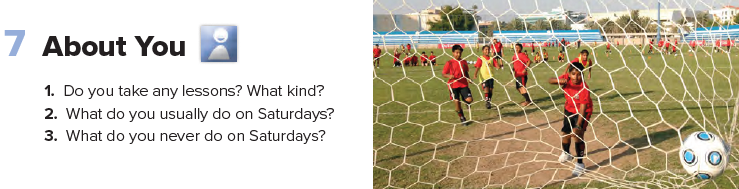 7 About You
1. Do you take any lessons? What kind?
2. What do you usually do on Saturdays?
3. What do you never do on Saturdays?